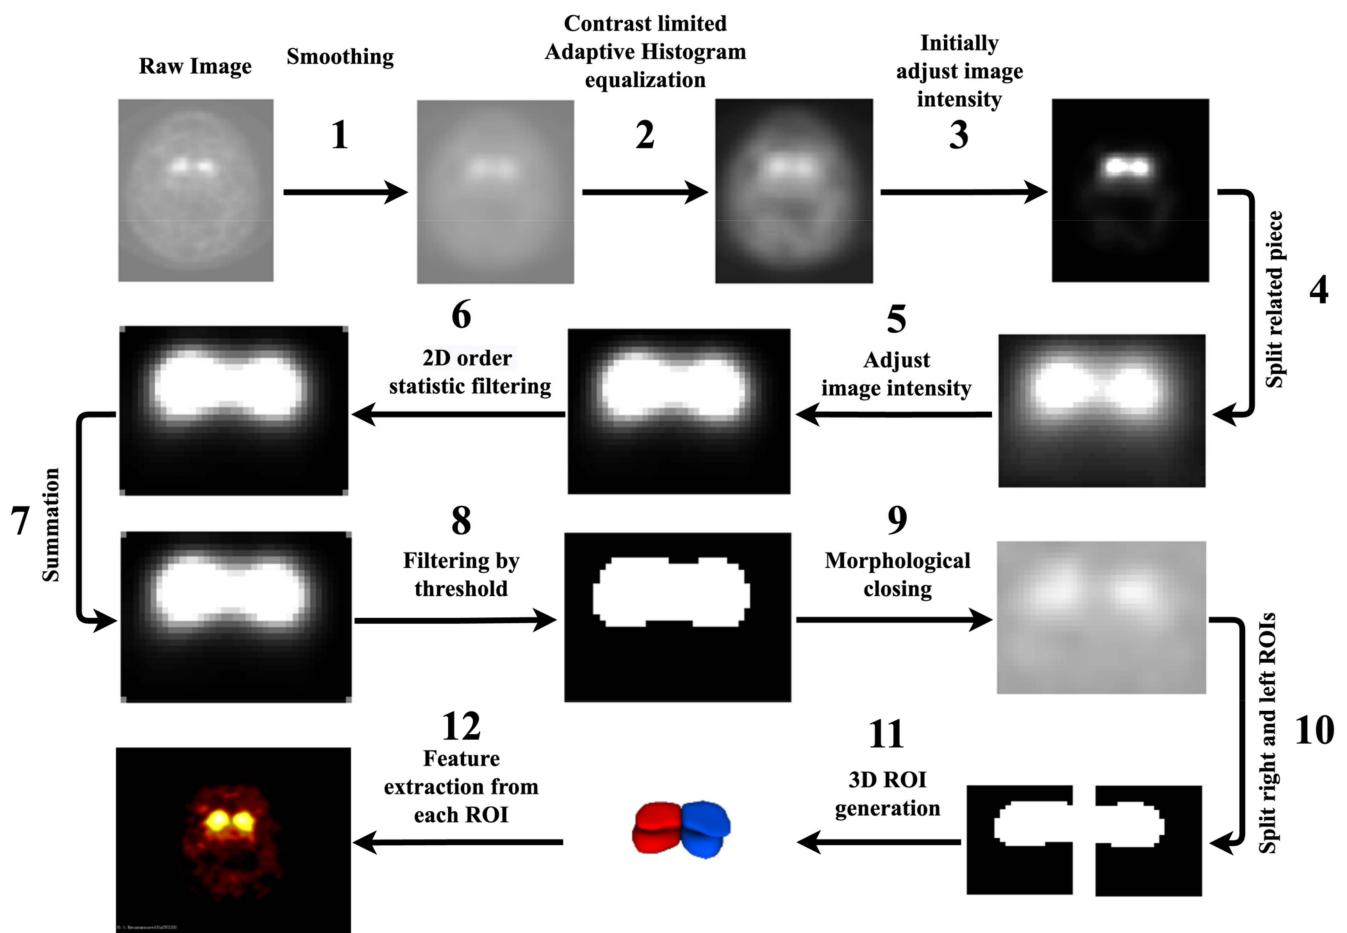 Raw Image
Smoothing
1
Contrast limited
Adaptive Histogram
equalization
2
Initially
adjust image
intensity
3
Split related piece
4
5
Adjust
image intensity
6
2D order
statistic filtering
7
Summation
8
Filtering by
threshold
9
Morphological
closing
Split right and left ROIs
10
11
3D ROI
generation
12
Feature
extraction from
each ROI